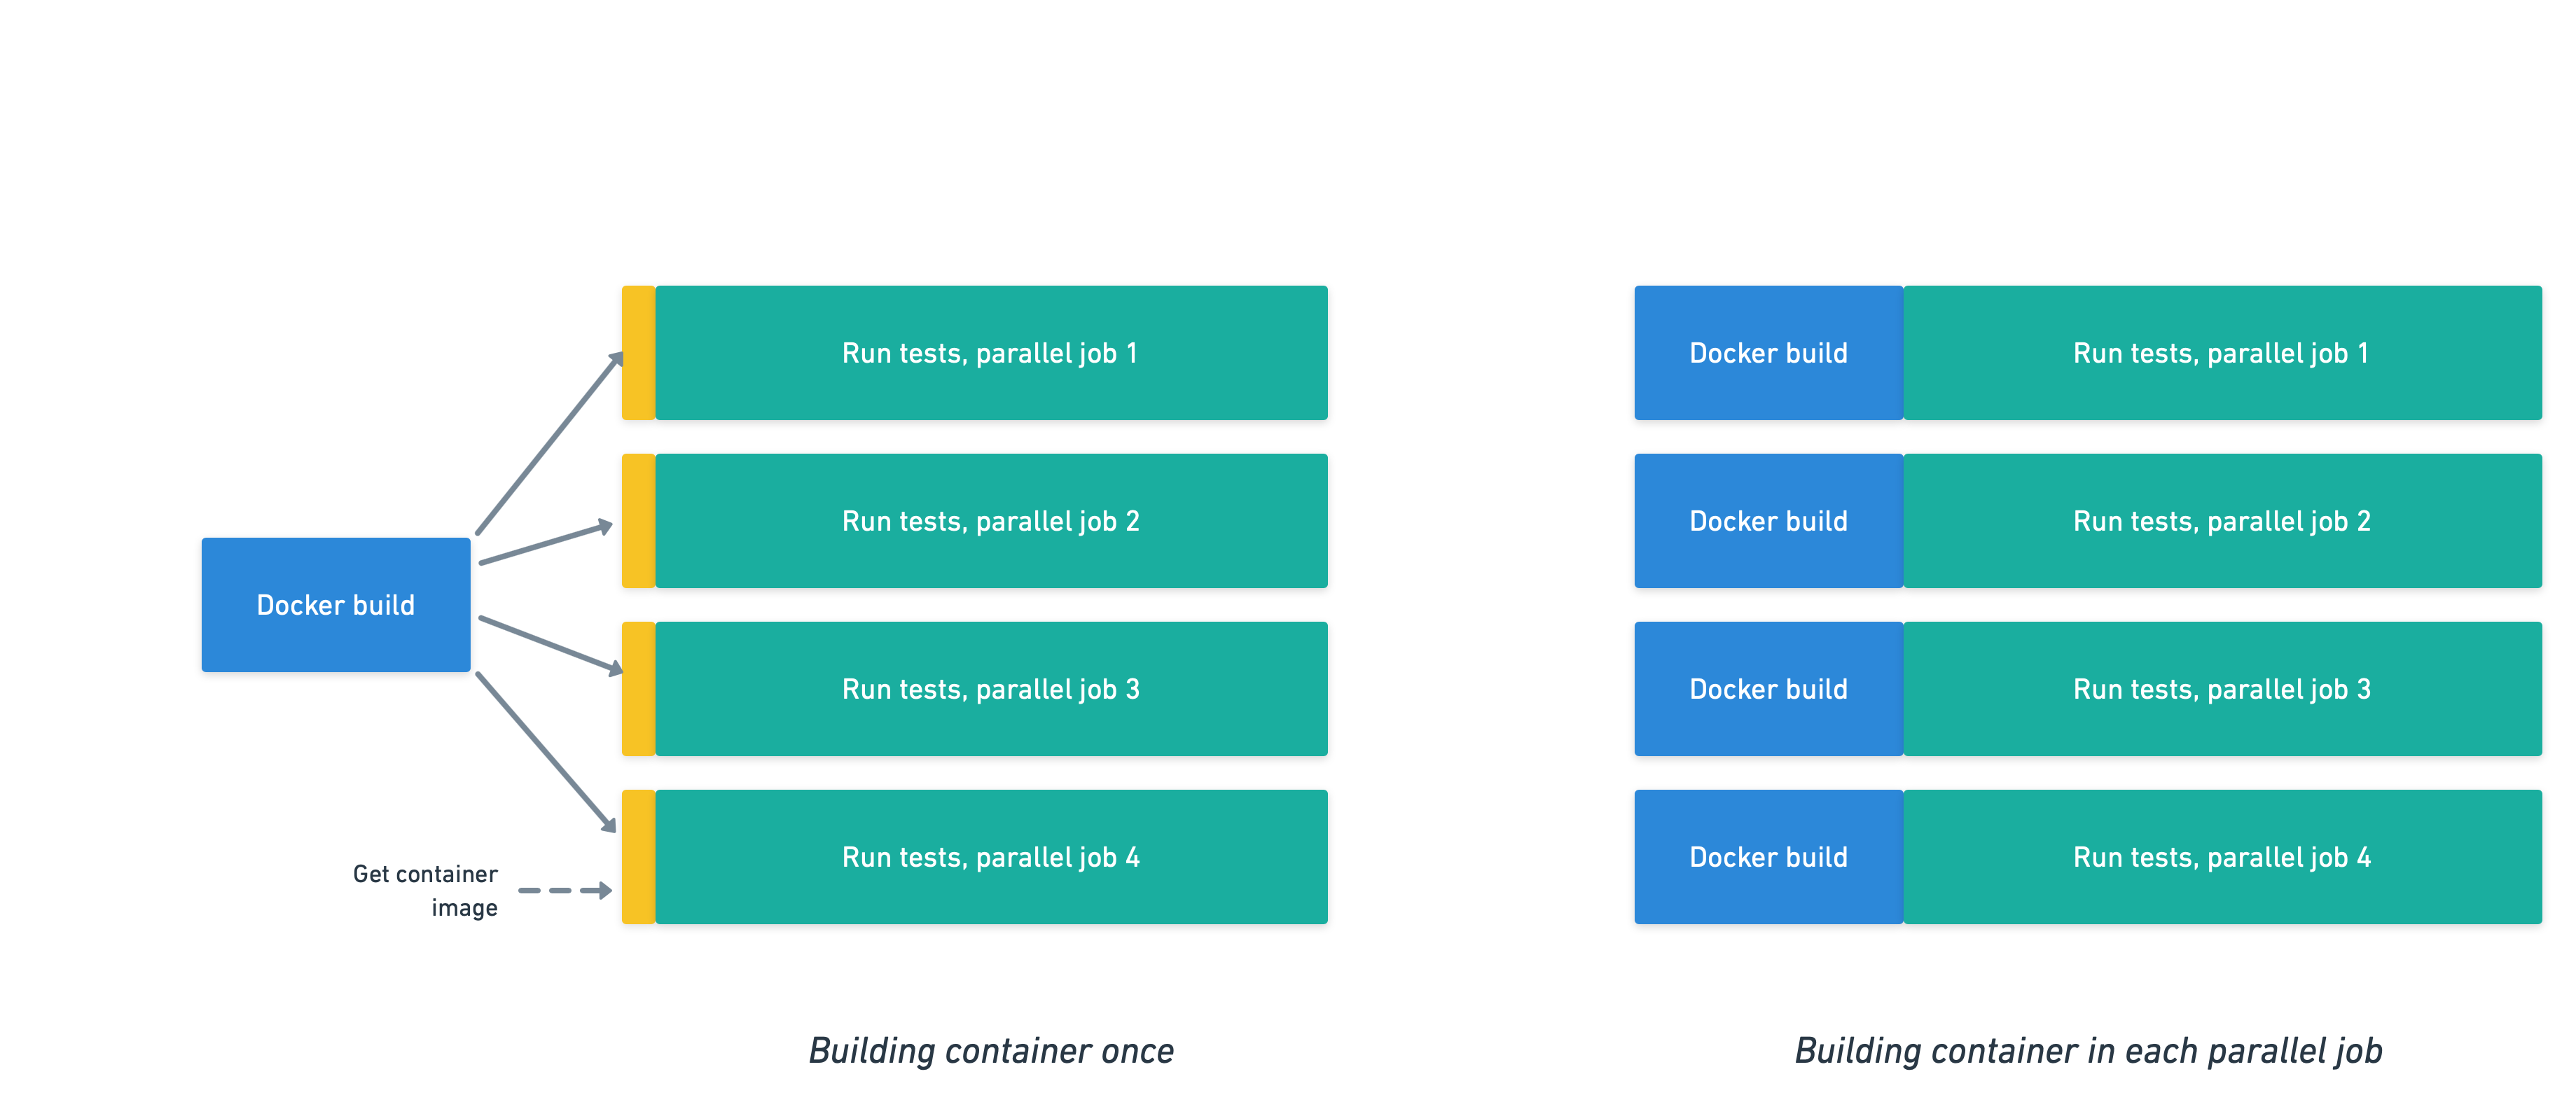 Docker build
Run tests, parallel job 1
Run tests, parallel job 2
Run tests, parallel job 3
Run tests, parallel job 4
Get container
image
Building container once
Docker build
Run tests, parallel job 1
Docker build
Run tests, parallel job 2
Docker build
Run tests, parallel job 3
Docker build
Run tests, parallel job 4
Building container in each parallel job